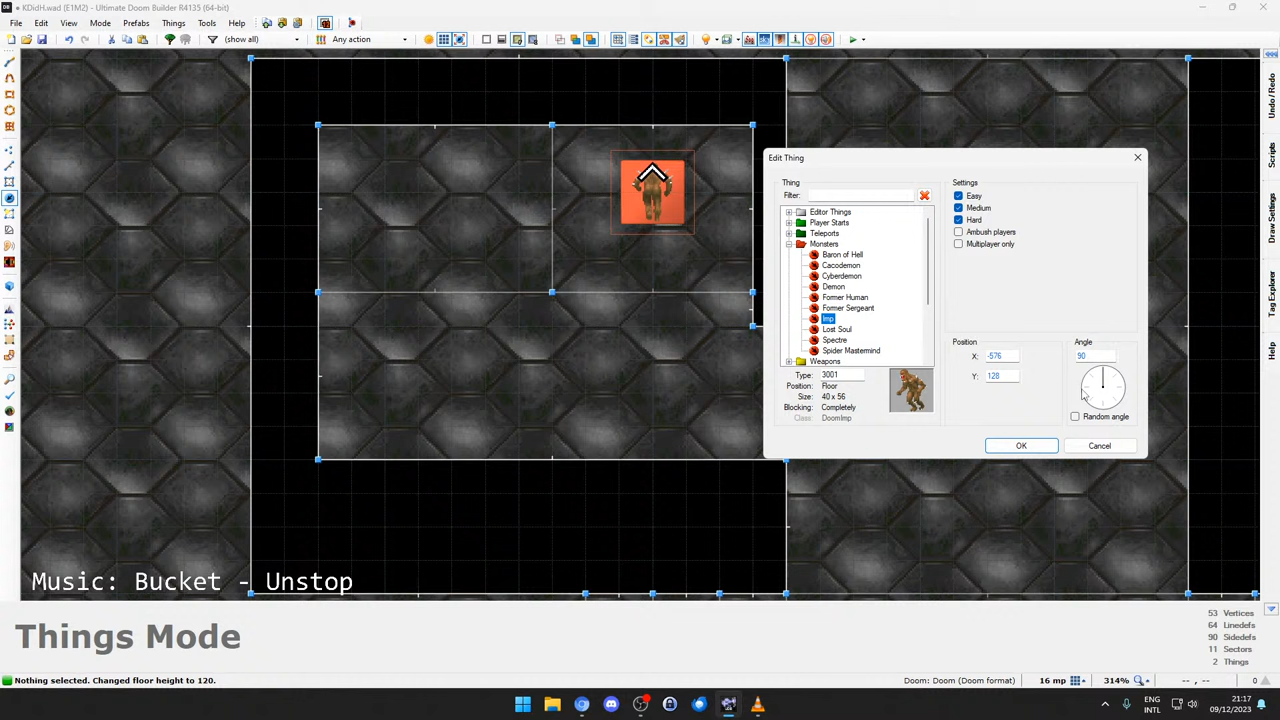 KDidH.wad (E1M2) - Ultimate Doom Builder R4135 (64-bit)
File Edit View Mode Prefabs Things Tools Help
(show all) Any action
Edit Thing
Thing
Filter:
Editor Things
Player Starts
Teleports
Monsters
Baron of Hell
Cacodemon
Cyberdemon
Demon
Former Human
Former Sergeant
Imp
Lost Soul
Spectre
Spider Mastermind
Weapons
Type: 3001
Position: Floor
Size: 40 x 56
Blocking: Completely
Class: DoomImp
Settings
Easy
Medium
Hard
Ambush players
Multiplayer only
Position
X: -576
Y: 128
Angle
90
Random angle
OK Cancel
Undo / Redo
Scripts
Draw Settings
Tag Explorer
Help
Music: Bucket - Unstop
Things Mode
53 Vertices
64 Linedefs
90 Sidedefs
11 Sectors
2 Things
Nothing selected. Changed floor height to 120.
Doom: Doom (Doom format) 16 mp 314% -- , -- 0
ENG
INTL
21:17
09/12/2023